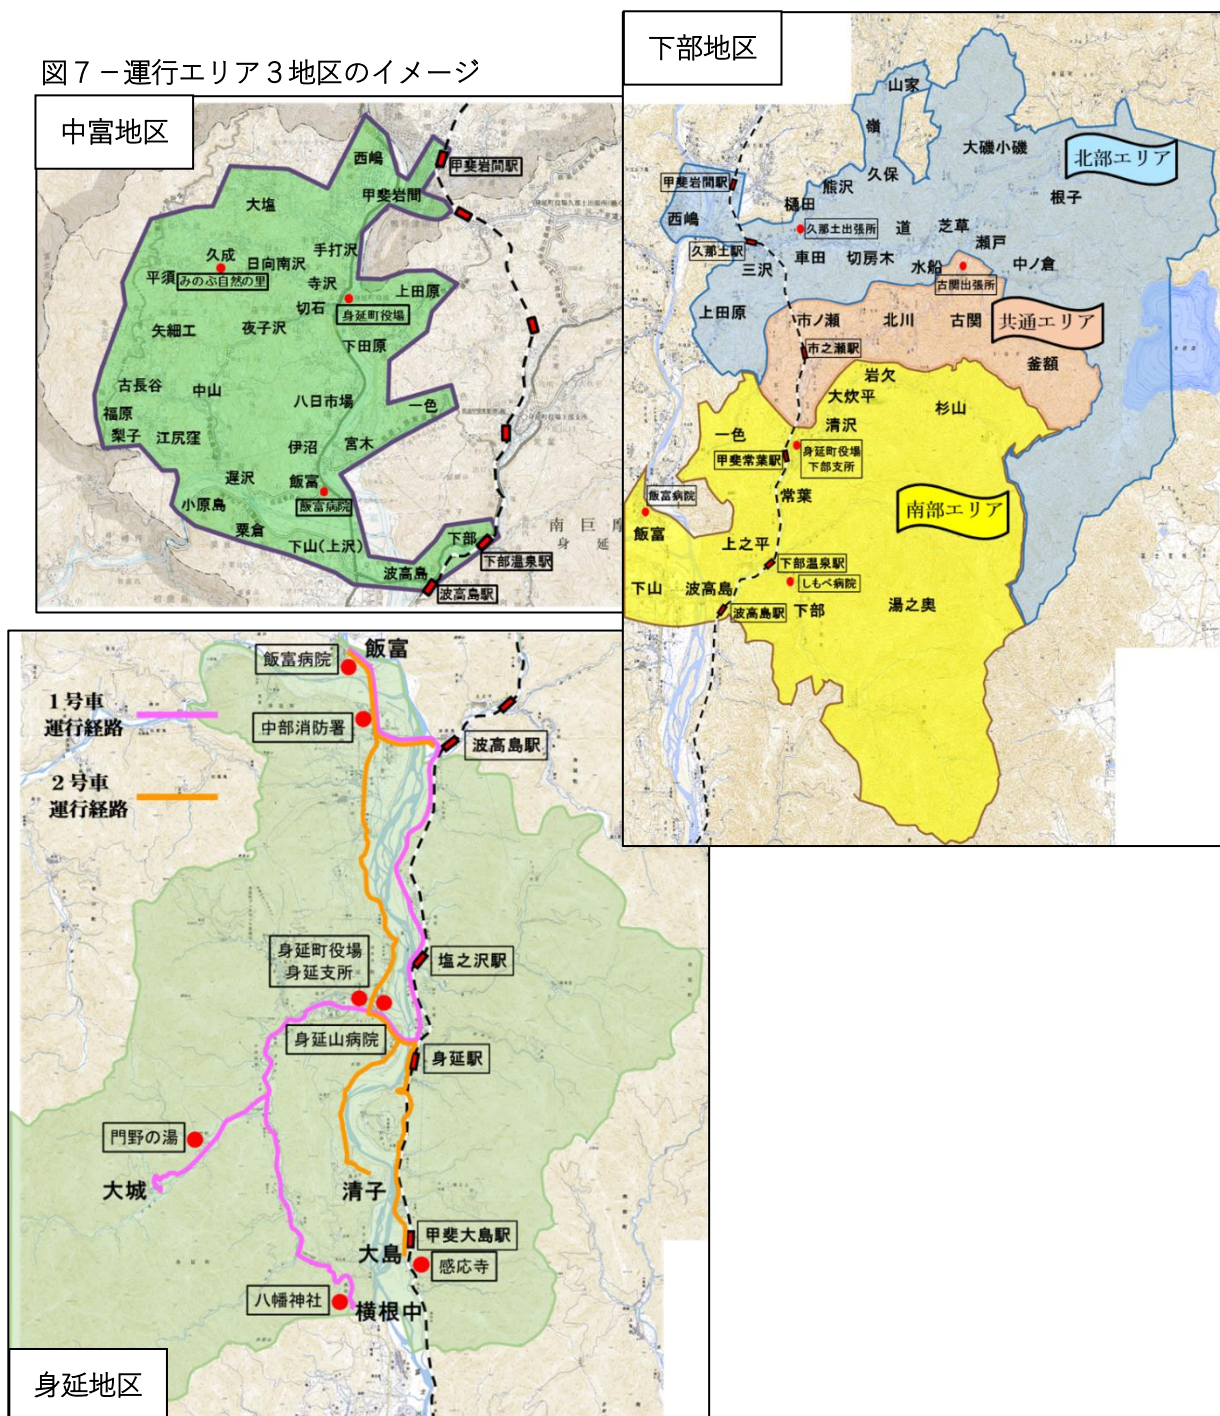 図７－運行エリア３地区のイメージ
中富地区
西嶋
甲斐岩間駅
甲斐岩間
大塩
手打沢
久成
日向南沢
平須
みのぶ自然の里
寺沢
上田原
切石
身延町役場
矢細工
夜子沢
下田原
古長谷
中山
八日市場
一色
福原
梨子
江尻窪
伊沼
宮木
遅沢
飯富
小原島
飯富病院
粟倉
南巨摩
身延
下山(上沢)
下部
下部温泉駅
波高島
波高島駅
下部地区
山家
嶺
大磯小磯
北部エリア
久保
甲斐岩間駅
熊沢
根子
樋田
西嶋
久那土出張所
道
芝草
瀬戸
久那土駅
車田
切房木
水船
中ノ倉
三沢
古関出張所
上田原
市ノ瀬
北川
古関
共通エリア
市之瀬駅
釜額
岩欠
大炊平
杉山
清沢
一色
身延町役場
下部支所
甲斐常葉駅
常葉
飯富病院
南部エリア
飯富
上之平
下部温泉駅
しもべ病院
下山
波高島
波高島駅
下部
湯之奥
飯富病院
飯富
１号車
運行経路
中部消防署
波高島駅
２号車
運行経路
身延町役場
身延支所
塩之沢駅
身延山病院
身延駅
門野の湯
大城
清子
甲斐大島駅
大島
感応寺
八幡神社
横根中
身延地区